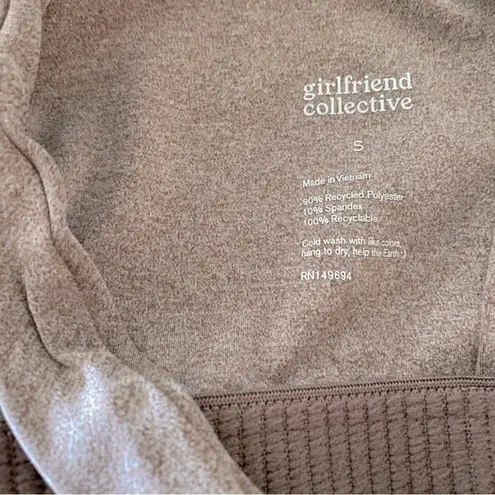 girlfriend
collective
S
Made in Vietnam
90% Recycled Polyester
10% Spandex
100% Recyclable
Cold wash with like colors,
hang to dry, help the Earth :)
RN149694